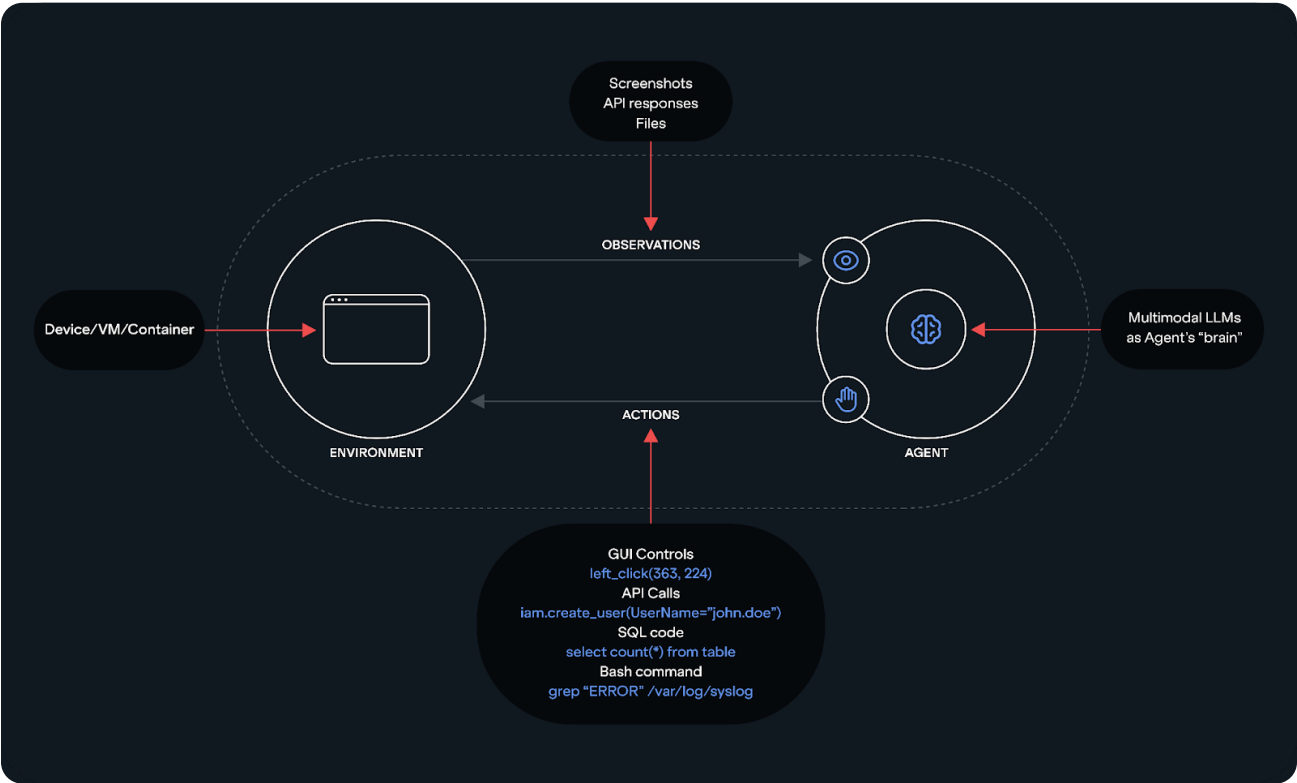 Screenshots
API responses
Files
OBSERVATIONS
Device/VM/Container
Multimodal LLMs
as Agent’s “brain”
ACTIONS
ENVIRONMENT
AGENT
GUI Controls
left_click(363, 224)
API Calls
iam.create_user(UserName=”john.doe”)
SQL code
select count(*) from table
Bash command
grep “ERROR” /var/log/syslog